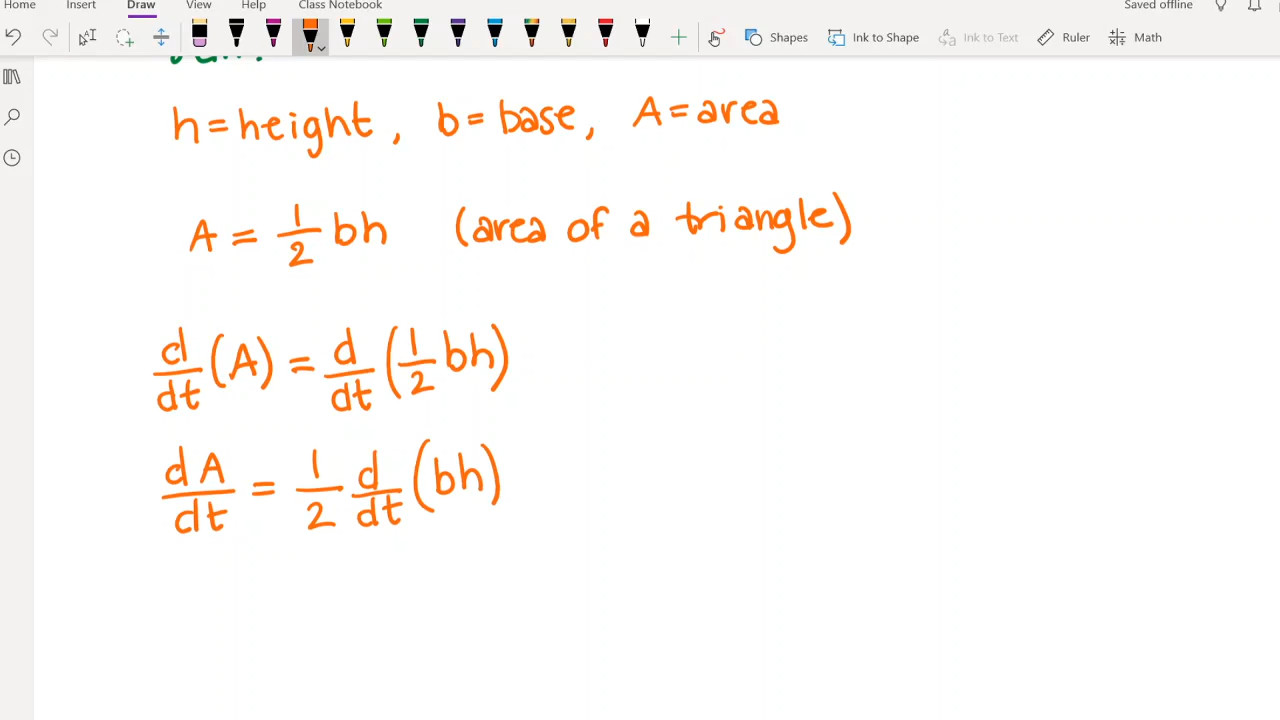 Home Insert Draw View Help Class Notebook Saved offline
Shapes Ink to Shape Ink to Text Ruler Math
h = height, b = base, A = area
A = 1/2 bh (area of a triangle)
d/dt (A) = d/dt (1/2 bh)
dA/dt = 1/2 d/dt (bh)